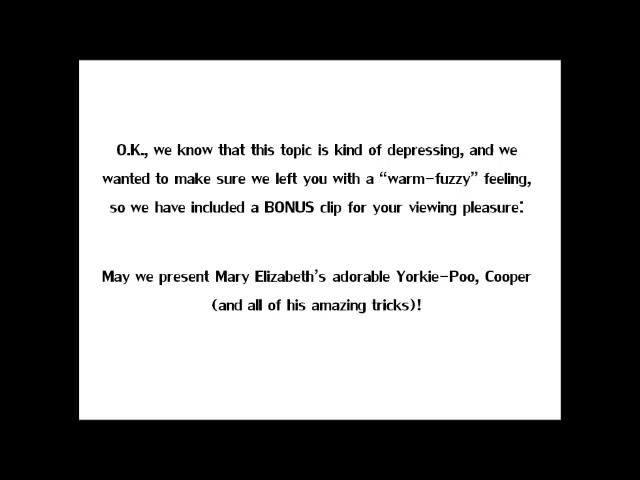 O.K., we know that this topic is kind of depressing, and we
wanted to make sure we left you with a “warm-fuzzy” feeling,
so we have included a BONUS clip for your viewing pleasure:
May we present Mary Elizabeth's adorable Yorkie-Poo, Cooper
(and all of his amazing tricks)!